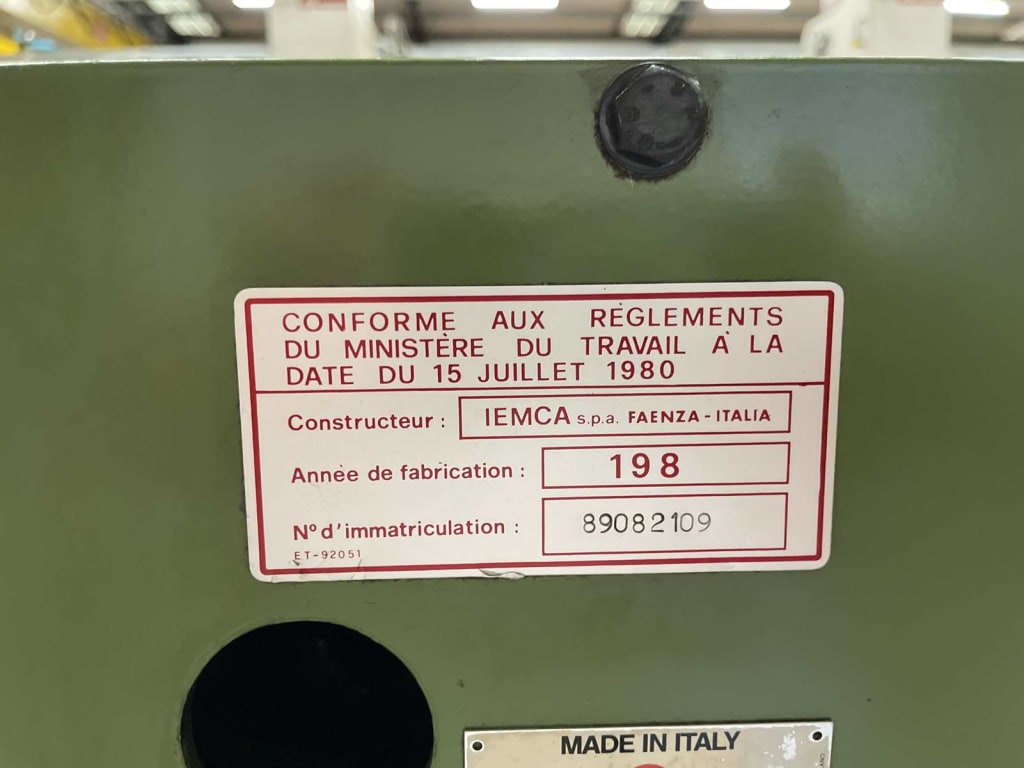 CONFORME AUX RÈGLEMENTS
DU MINISTÈRE DU TRAVAIL À LA
DATE DU 15 JUILLET 1980
Constructeur : IEMCA s.p.a. FAENZA - ITALIA
Année de fabrication : 198
N° d'immatriculation : 89082109
ET-92051
MADE IN ITALY